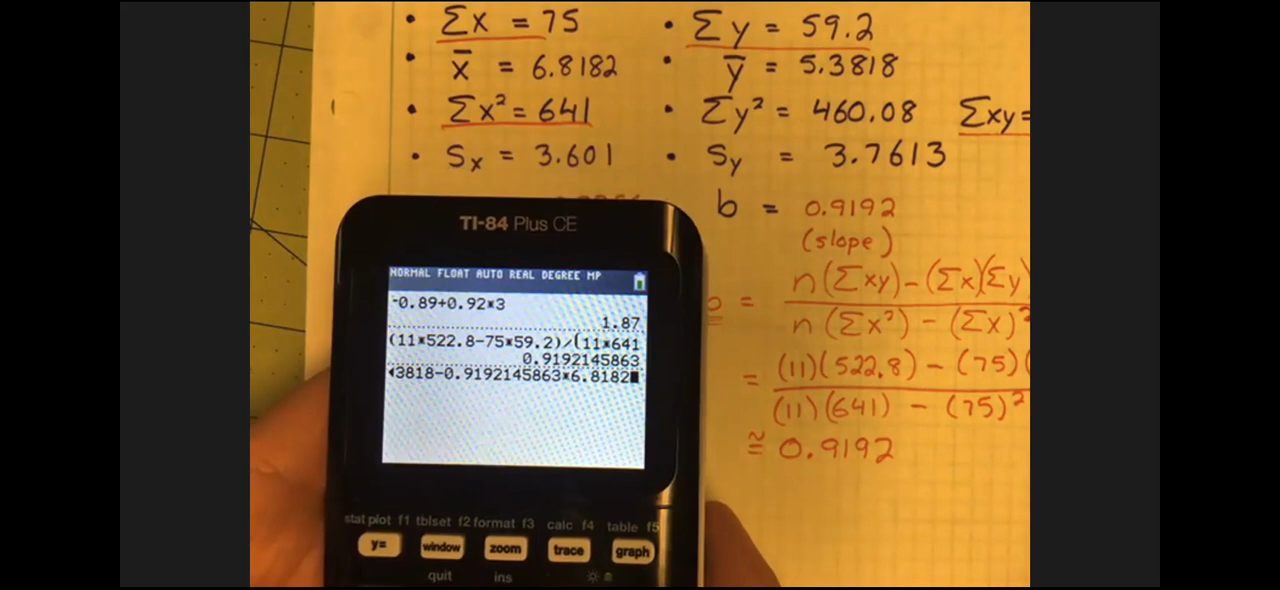 • Σx = 75 • Σy = 59.2
• x̄ = 6.8182 • ȳ = 5.3818
• Σx² = 641 • Σy² = 460.08 Σxy=
• Sx = 3.601 • Sy = 3.7613
b = 0.9192
(slope)
TI-84 Plus CE
NORMAL FLOAT AUTO REAL DEGREE MP
-0.89+0.92*3
1.87
(11*522.8-75*59.2)/(11*641
0.9192145863
3818-0.9192145863*6.8182
= n(Σxy)-(Σx)(Σy)
n(Σx²) - (Σx)²
= (11)(522.8) - (75)(
(11)(641) - (75)²
≅ 0.9192
stat plot f1 tblset f2 format f3 calc f4 table f5
y= window zoom trace graph
quit ins